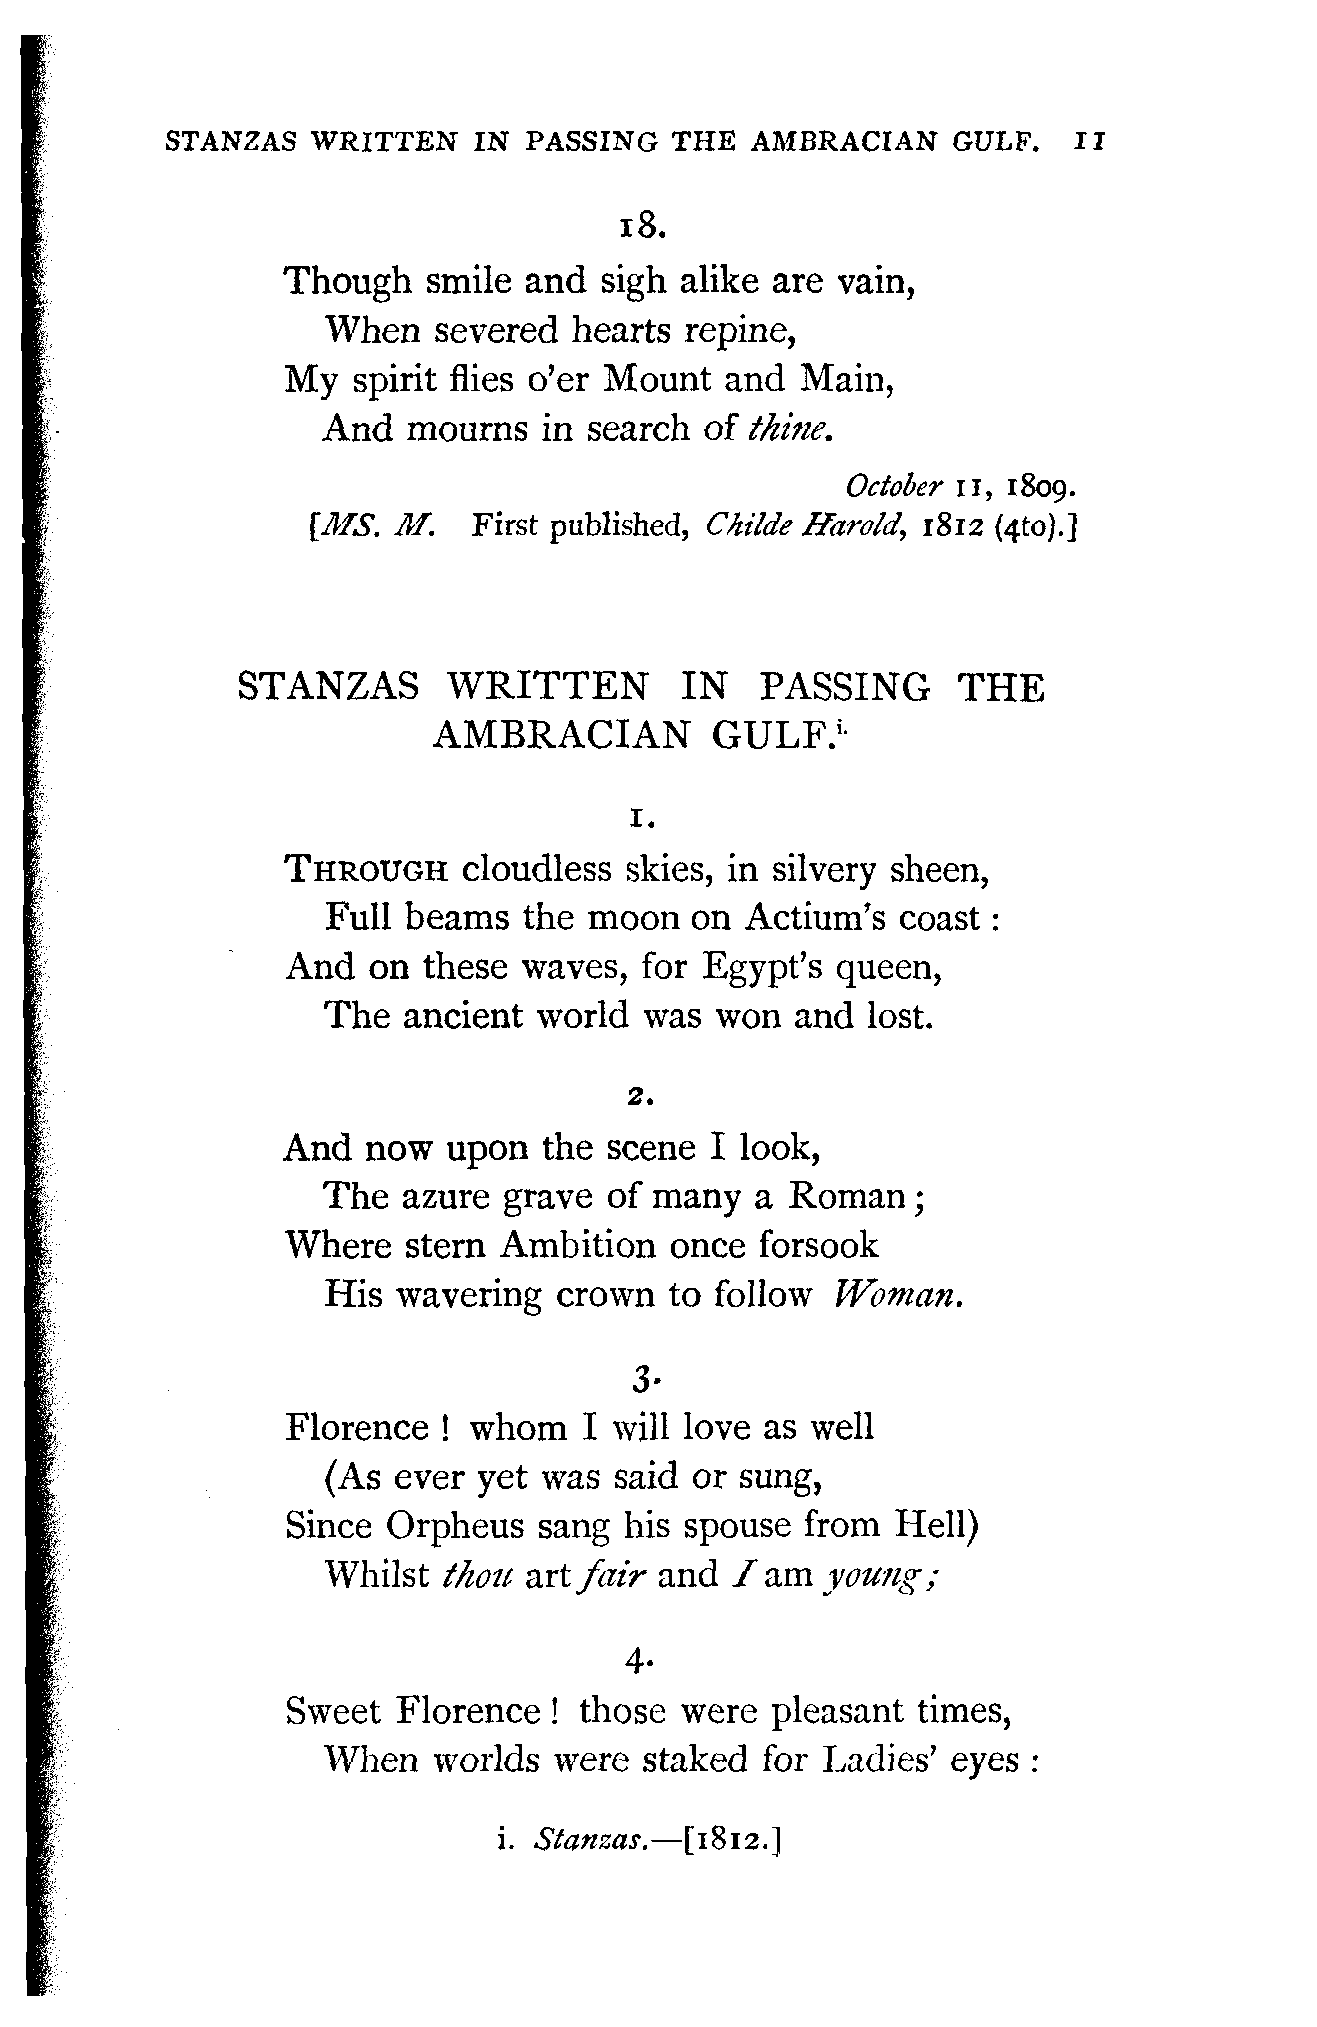 STANZAS WRITTEN IN PASSING THE AMBRACIAN GULF. 11
18.
Though smile and sigh alike are vain,
When severed hearts repine,
My spirit flies o'er Mount and Main,
And mourns in search of thine.
October 11, 1809.
[MS. M. First published, Childe Harold, 1812 (4to).]
STANZAS WRITTEN IN PASSING THE
AMBRACIAN GULF.i.
1.
THROUGH cloudless skies, in silvery sheen,
Full beams the moon on Actium's coast :
And on these waves, for Egypt's queen,
The ancient world was won and lost.
2.
And now upon the scene I look,
The azure grave of many a Roman ;
Where stern Ambition once forsook
His wavering crown to follow Woman.
3.
Florence ! whom I will love as well
(As ever yet was said or sung,
Since Orpheus sang his spouse from Hell)
Whilst thou art fair and I am young ;
4.
Sweet Florence ! those were pleasant times,
When worlds were staked for Ladies' eyes :
i. Stanzas.—[1812.]